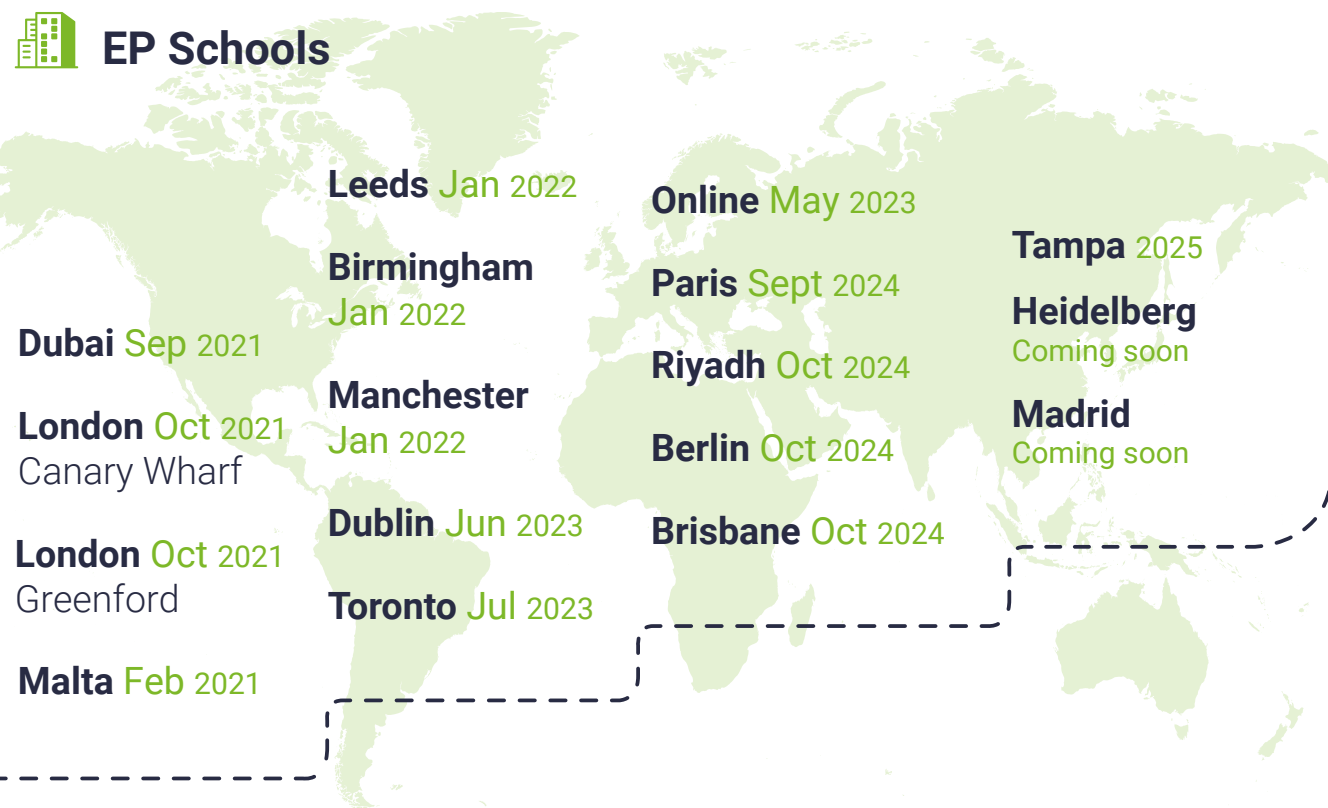 EP Schools
Dubai Sep 2021
London Oct 2021
Canary Wharf
London Oct 2021
Greenford
Malta Feb 2021
Leeds Jan 2022
Birmingham
Jan 2022
Manchester
Jan 2022
Dublin Jun 2023
Toronto Jul 2023
Online May 2023
Paris Sept 2024
Riyadh Oct 2024
Berlin Oct 2024
Brisbane Oct 2024
Tampa 2025
Heidelberg
Coming soon
Madrid
Coming soon